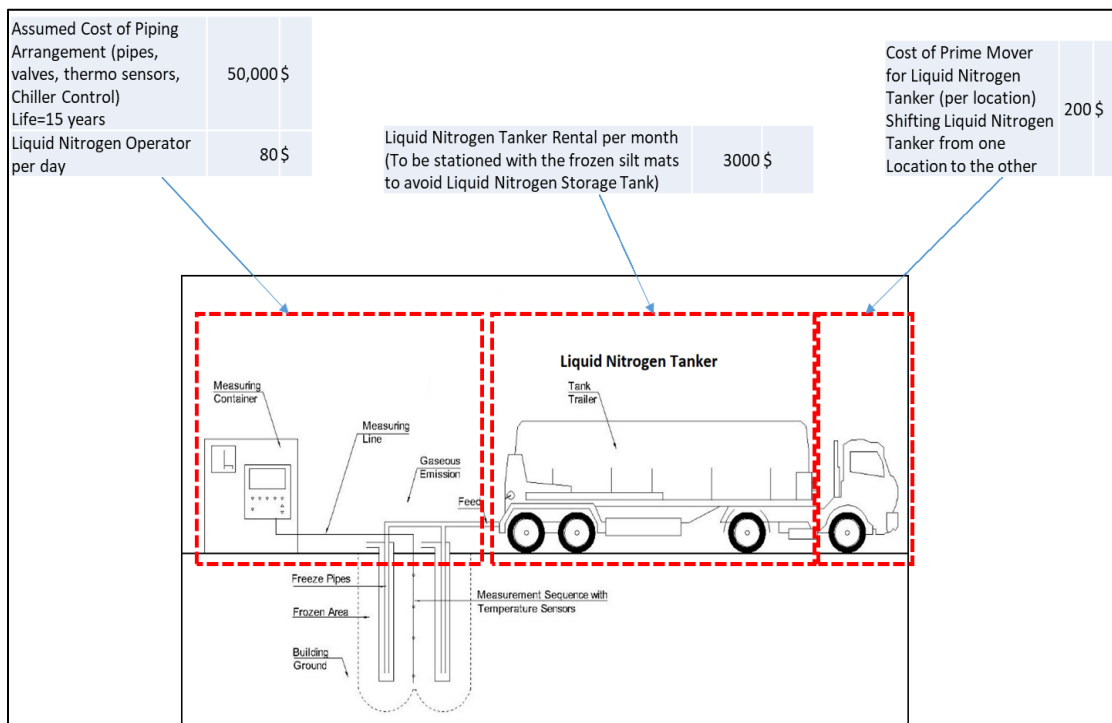 Assumed Cost of Piping
Arrangement (pipes,
valves, thermo sensors,
Chiller Control)
Life=15 years
50,000 $
Liquid Nitrogen Operator
per day
80 $
Liquid Nitrogen Tanker Rental per month
(To be stationed with the frozen silt mats
to avoid Liquid Nitrogen Storage Tank)
3000 $
Cost of Prime Mover
for Liquid Nitrogen
Tanker (per location)
Shifting Liquid Nitrogen
Tanker from one
Location to the other
200 $
Liquid Nitrogen Tanker
Measuring
Container
Measuring
Line
Gaseous
Emission
Feed
Tank
Trailer
Freeze Pipes
Frozen Area
Building
Ground
Measurement Sequence with
Temperature Sensors